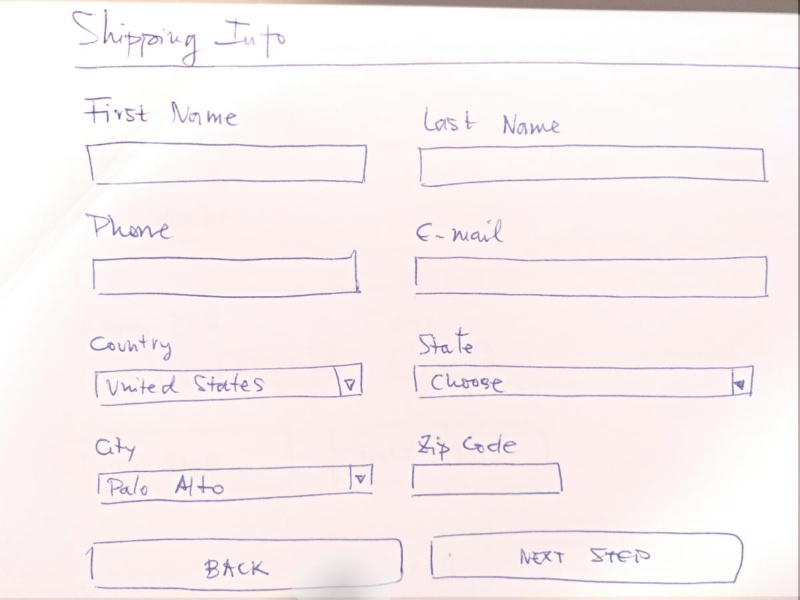 Shipping Info
First Name
Last Name
Phone
E-mail
Country
State
United States
Choose
City
Zip Code
Palo Alto
BACK
NEXT STEP